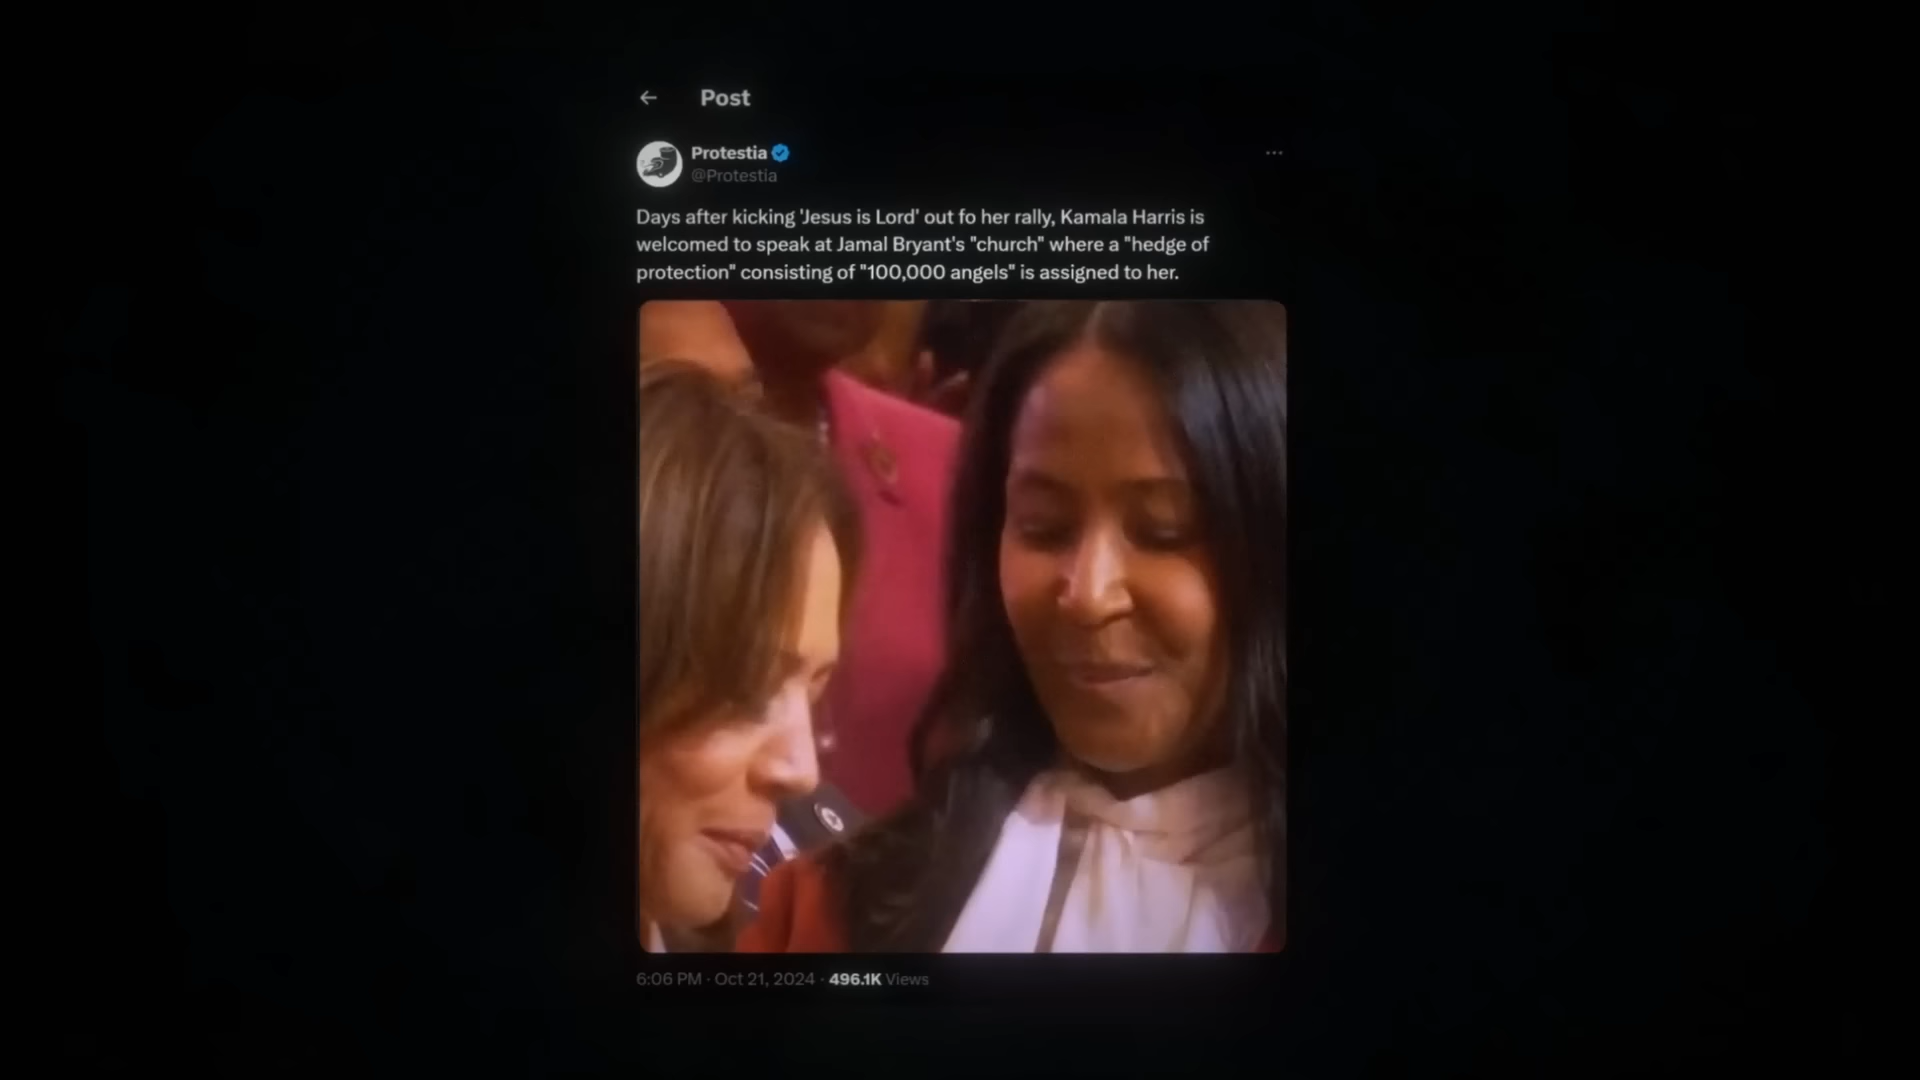 Post
Protestia
@Protestia
Days after kicking 'Jesus is Lord' out fo her rally, Kamala Harris is
welcomed to speak at Jamal Bryant's "church" where a "hedge of
protection" consisting of "100,000 angels" is assigned to her.
6:06 PM · Oct 21, 2024 · 496.1K Views